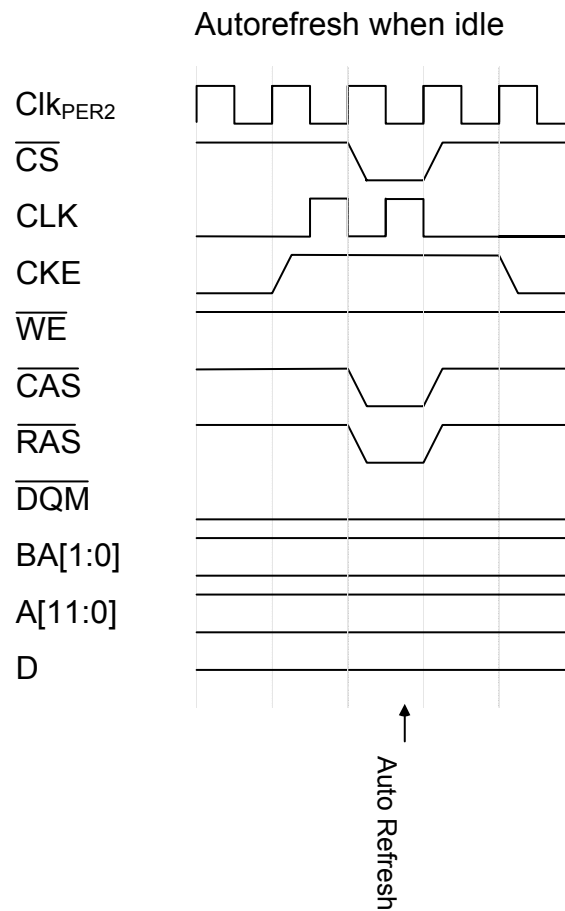 Autorefresh when idle
ClkPER2
CS
CLK
CKE
WE
CAS
RAS
DQM
BA[1:0]
A[11:0]
D
Auto Refresh